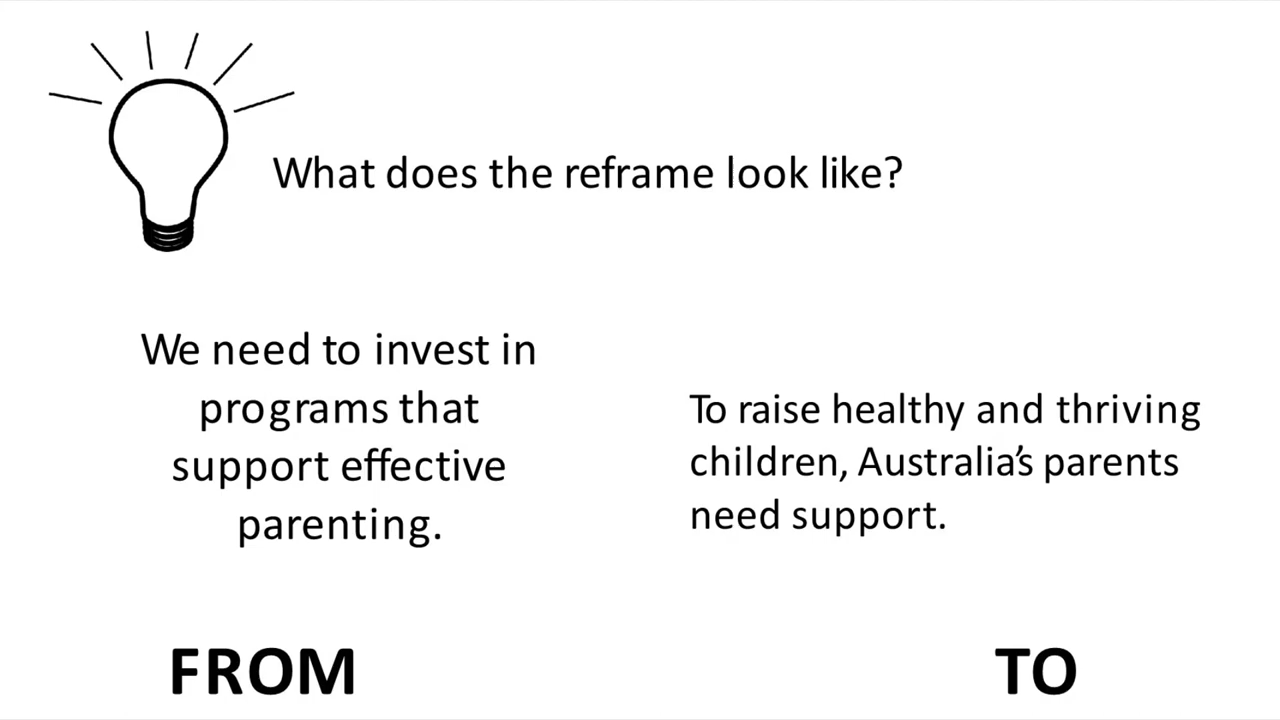 What does the reframe look like?
We need to invest in
programs that
support effective
parenting.
To raise healthy and thriving
children, Australia's parents
need support.
FROM
TO